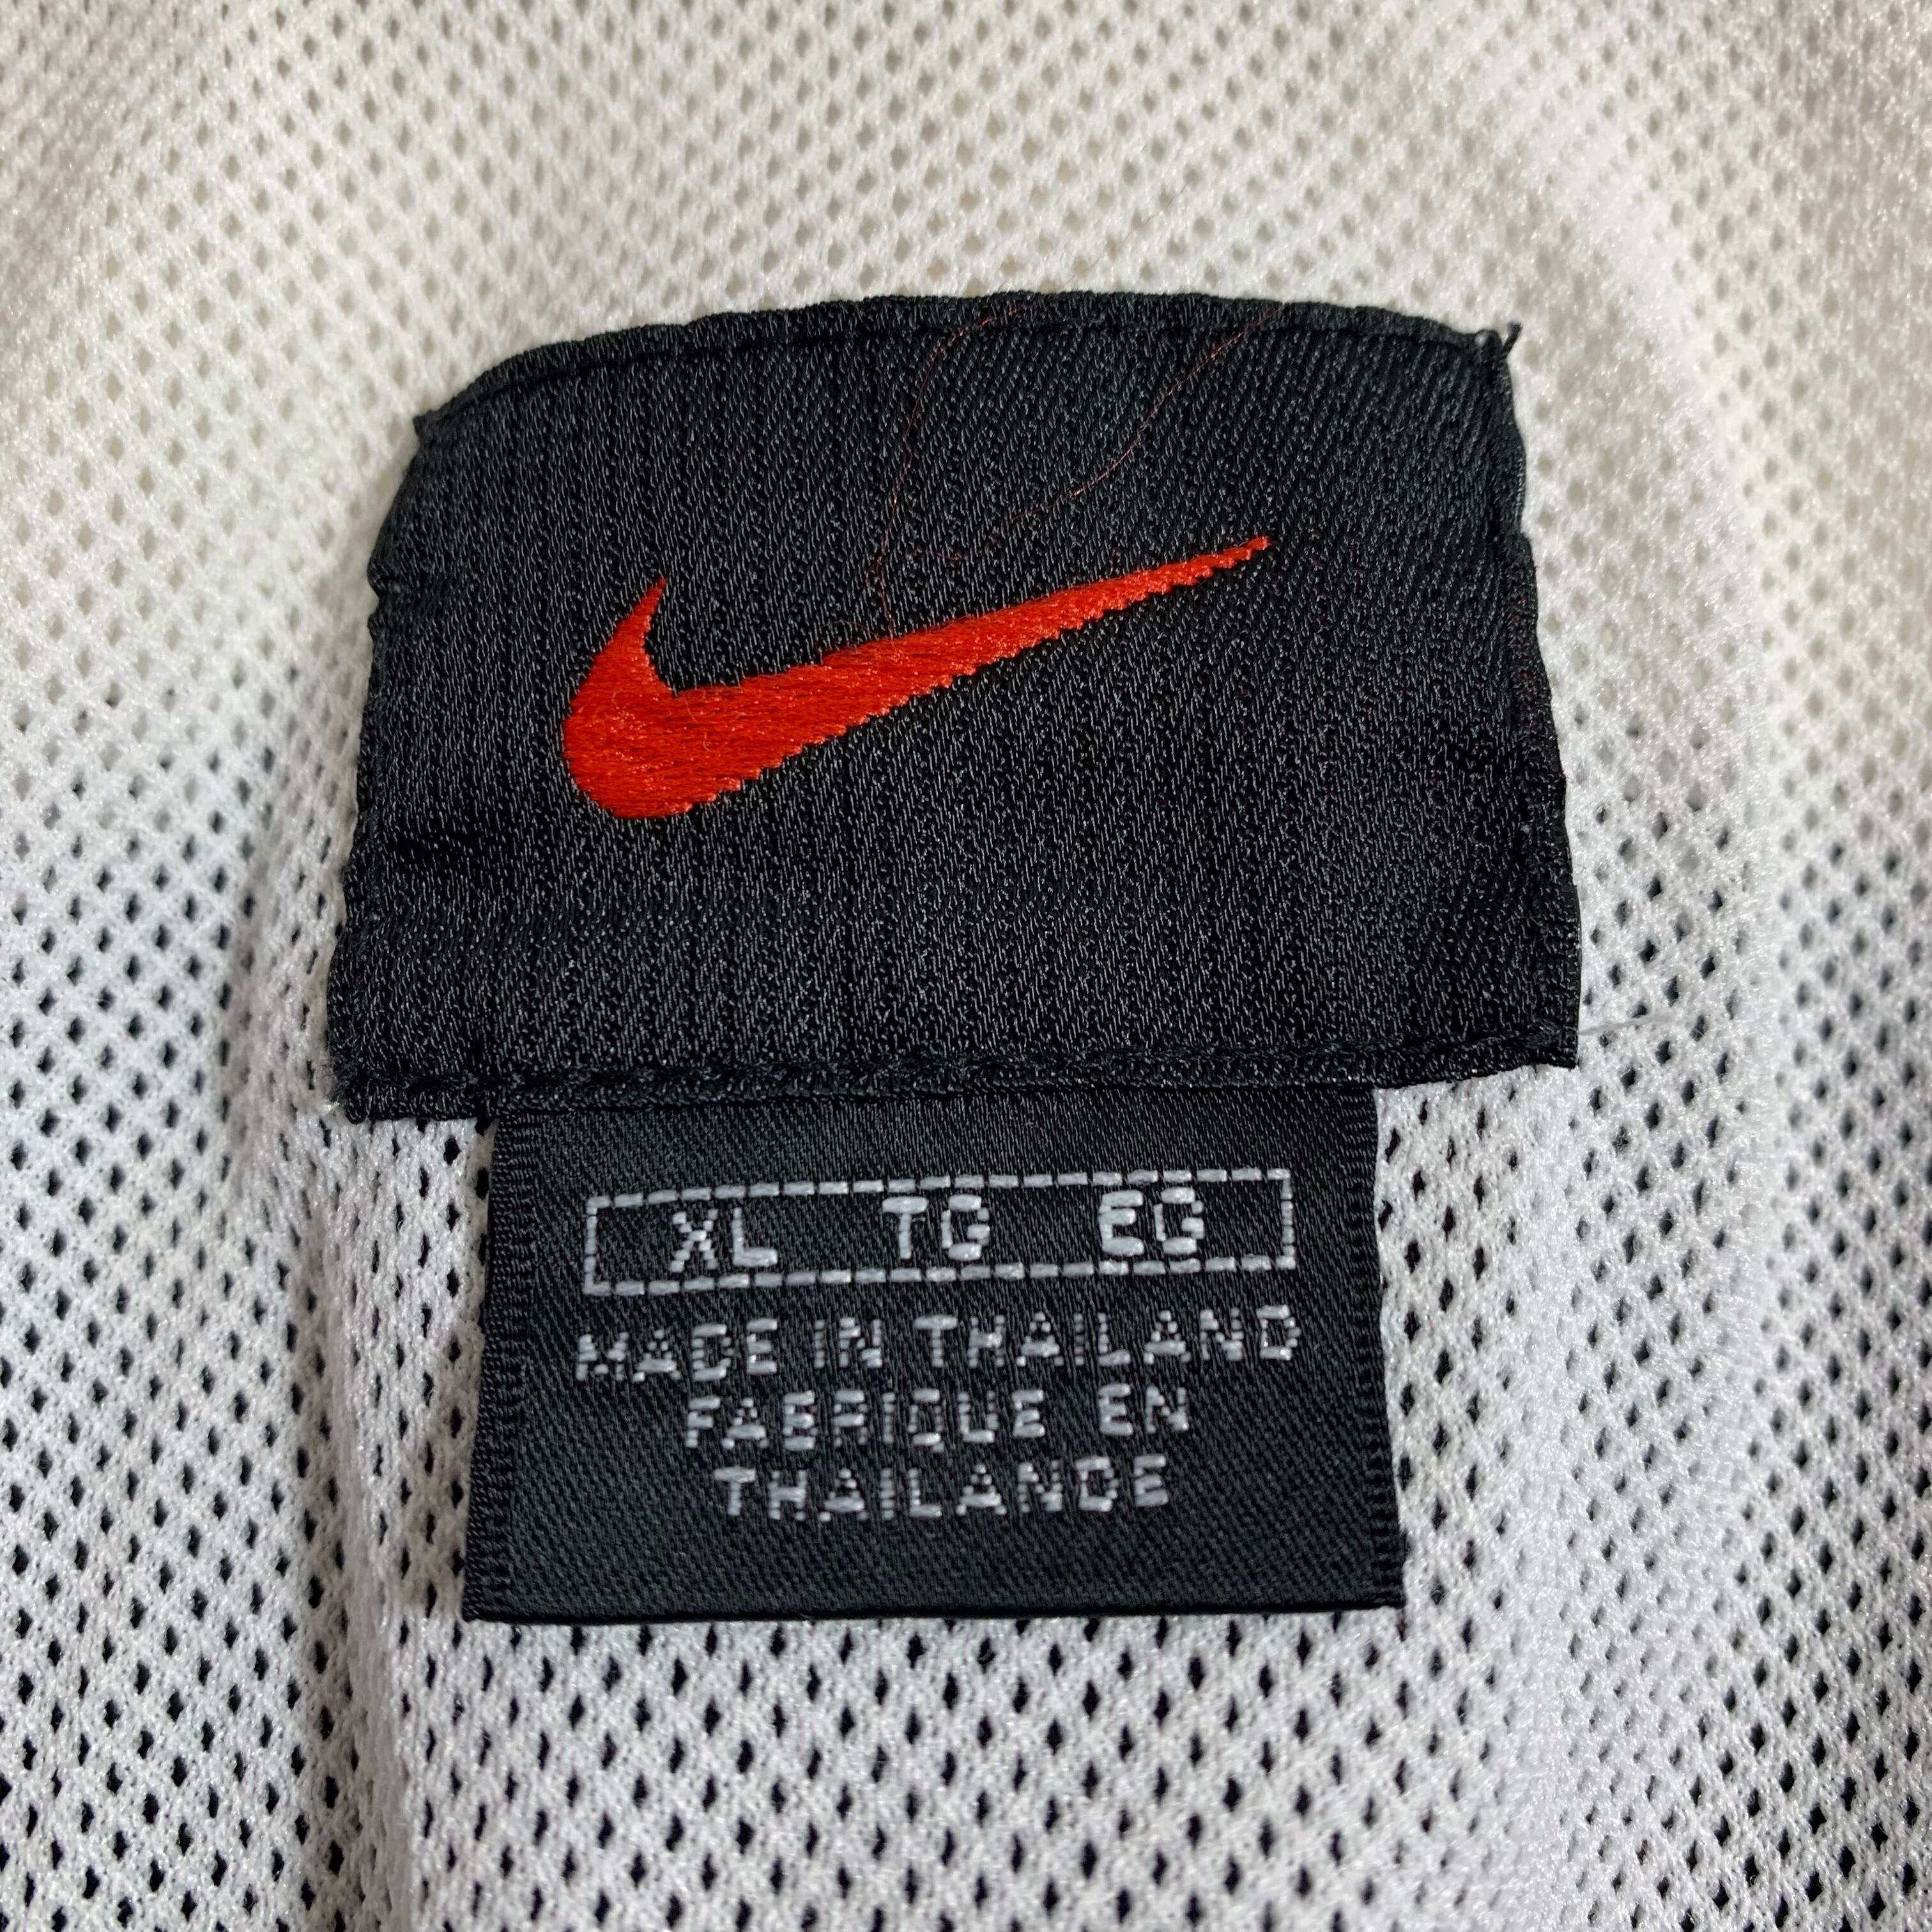 XL TG EG
MADE IN THAILAND
FABRIQUE EN
THAILANDE